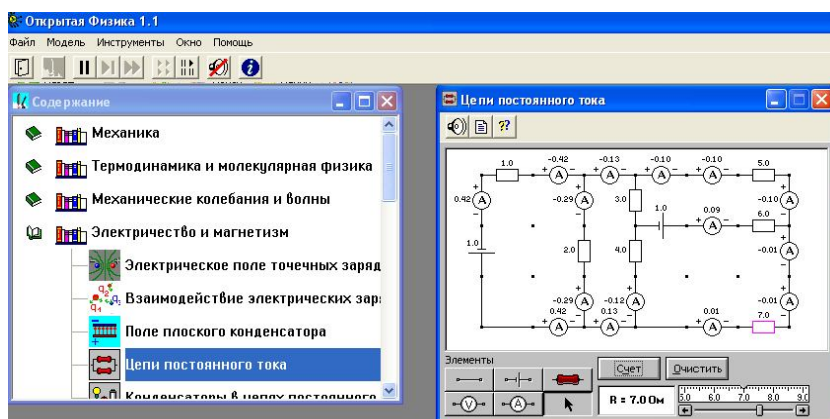 Открытая Физика 1.1
Файл Модель Инструменты Окно Помощь
Содержание
Механика
Термодинамика и молекулярная физика
Механические колебания и волны
Электричество и магнетизм
Электрическое поле точечных заряд
Взаимодействие электрических зар
Поле плоского конденсатора
Цепи постоянного тока
Конденсаторы в цепях постоянного
Цепи постоянного тока
1.0 -0.42 -0.13 -0.10 -0.10 5.0
0.42 -0.29 3.0 1.0 0.09 6.0 -0.10
1.0 2.0 4.0 -0.01
-0.29 -0.12 -0.01
0.42 0.13 0.01 7.0
Элементы
Счет
Очистить
R = 7.0 Ом
5.0 6.0 7.0 8.0 9.0